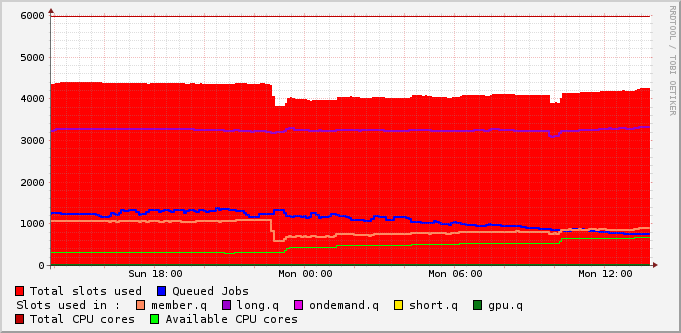 6000
5000
4000
3000
2000
1000
0
Sun 18:00 Mon 00:00 Mon 06:00 Mon 12:00
Total slots used Queued Jobs
Slots used in : member.q long.q ondemand.q short.q gpu.q
Total CPU cores Available CPU cores
RRDTOOL / TOBI OETIKER